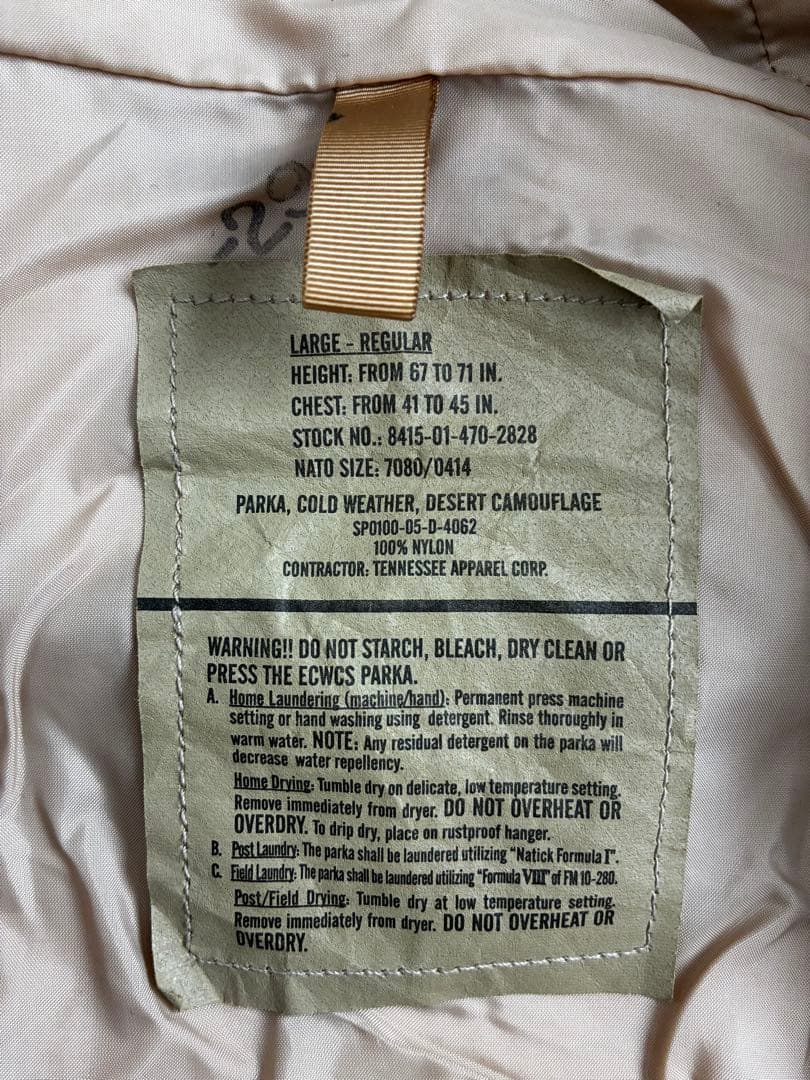 LARGE - REGULAR
HEIGHT: FROM 67 TO 71 IN.
CHEST: FROM 41 TO 45 IN.
STOCK NO.: 8415-01-470-2828
NATO SIZE: 7080/0414
PARKA, COLD WEATHER, DESERT CAMOUFLAGE
SPO100-05-D-4062
100% NYLON
CONTRACTOR: TENNESSEE APPAREL CORP.
WARNING!! DO NOT STARCH, BLEACH, DRY CLEAN OR
PRESS THE ECWCS PARKA.
A. Home Laundering (machine/hand): Permanent press machine
setting or hand washing using detergent. Rinse thoroughly in
warm water. NOTE: Any residual detergent on the parka will
decrease water repellency.
Home Drying: Tumble dry on delicate, low temperature setting.
Remove immediately from dryer. DO NOT OVERHEAT OR
OVERDRY. To drip dry, place on rustproof hanger.
B. Post Laundry: The parka shall be laundered utilizing "Natick Formula I".
C. Field Laundry: The parka shall be laundered utilizing "Formula VIII" of FM 10-280.
Post/Field Drying: Tumble dry at low temperature setting.
Remove immediately from dryer. DO NOT OVERHEAT OR
OVERDRY.